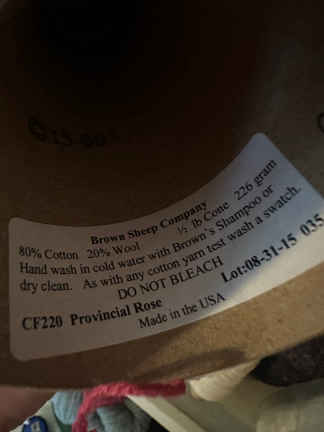 Brown Sheep Company
80% Cotton 20% Wool ½ lb Cone 226 gram
Hand wash in cold water with Brown's Shampoo or
dry clean. As with any cotton yarn test wash a swatch.
DO NOT BLEACH
Lot:08-31-15 035
CF220 Provincial Rose
Made in the USA